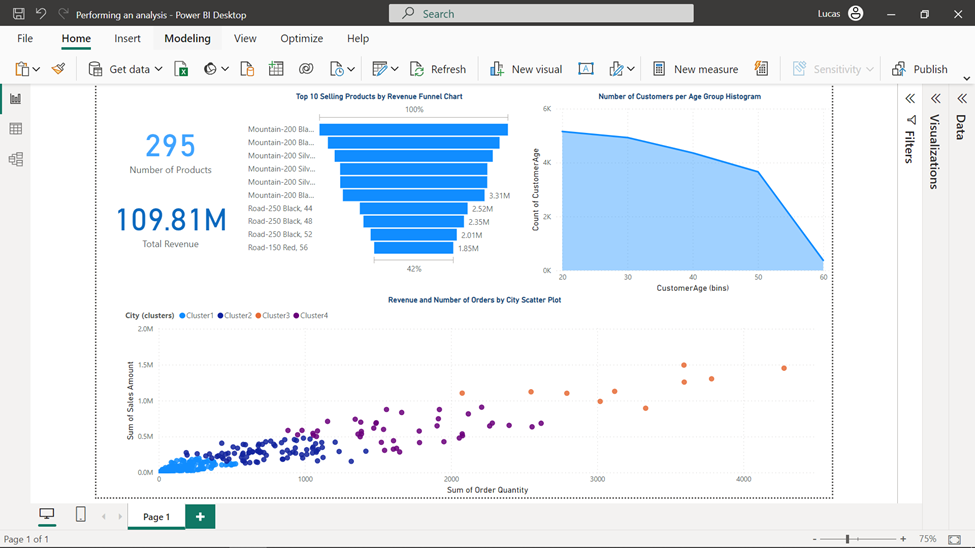 Performing an analysis - Power BI Desktop
Search
Lucas
File Home Insert Modeling View Optimize Help
Get data Refresh New visual New measure Sensitivity Publish
295
Number of Products
109.81M
Total Revenue
Top 10 Selling Products by Revenue Funnel Chart
100%
Mountain-200 Bla...
Mountain-200 Bla...
Mountain-200 Silv...
Mountain-200 Silv...
Mountain-200 Silv...
Mountain-200 Bla... 3.31M
Road-250 Black, 44 2.52M
Road-250 Black, 48 2.35M
Road-250 Black, 52 2.01M
Road-150 Red, 56 1.85M
42%
Number of Customers per Age Group Histogram
Count of CustomerAge
6K
4K
2K
0K
20 30 40 50 60
CustomerAge (bins)
Revenue and Number of Orders by City Scatter Plot
City (clusters) Cluster1 Cluster2 Cluster3 Cluster4
Sum of Sales Amount
2.0M
1.5M
1.0M
0.5M
0.0M
0 1000 2000 3000 4000
Sum of Order Quantity
Filters
Visualizations
Data
Page 1
+
Page 1 of 1
- + 75%